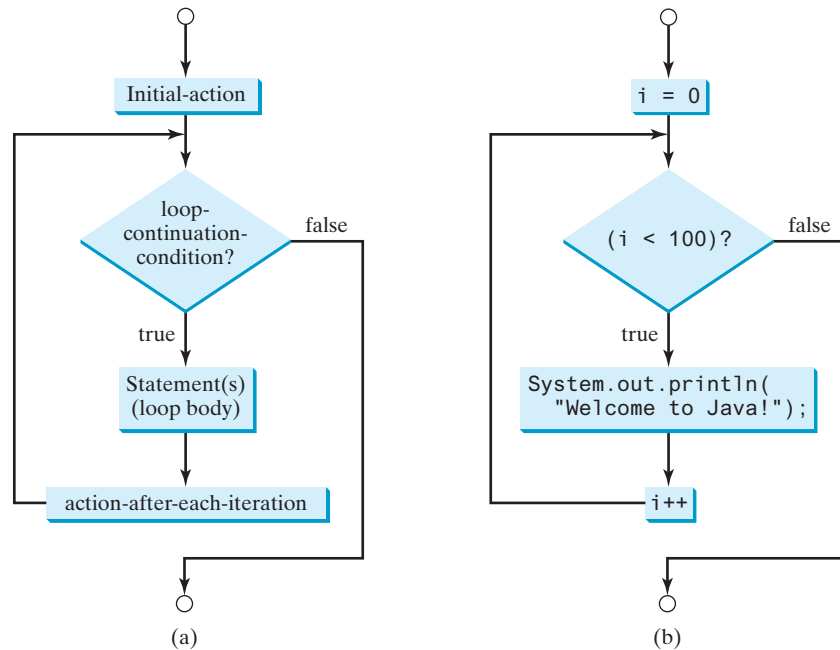 Initial-action
loop-
continuation-
condition?
false
true
Statement(s)
(loop body)
action-after-each-iteration
(a)
i = 0
(i < 100)?
false
true
System.out.println(
"Welcome to Java!");
i++
(b)